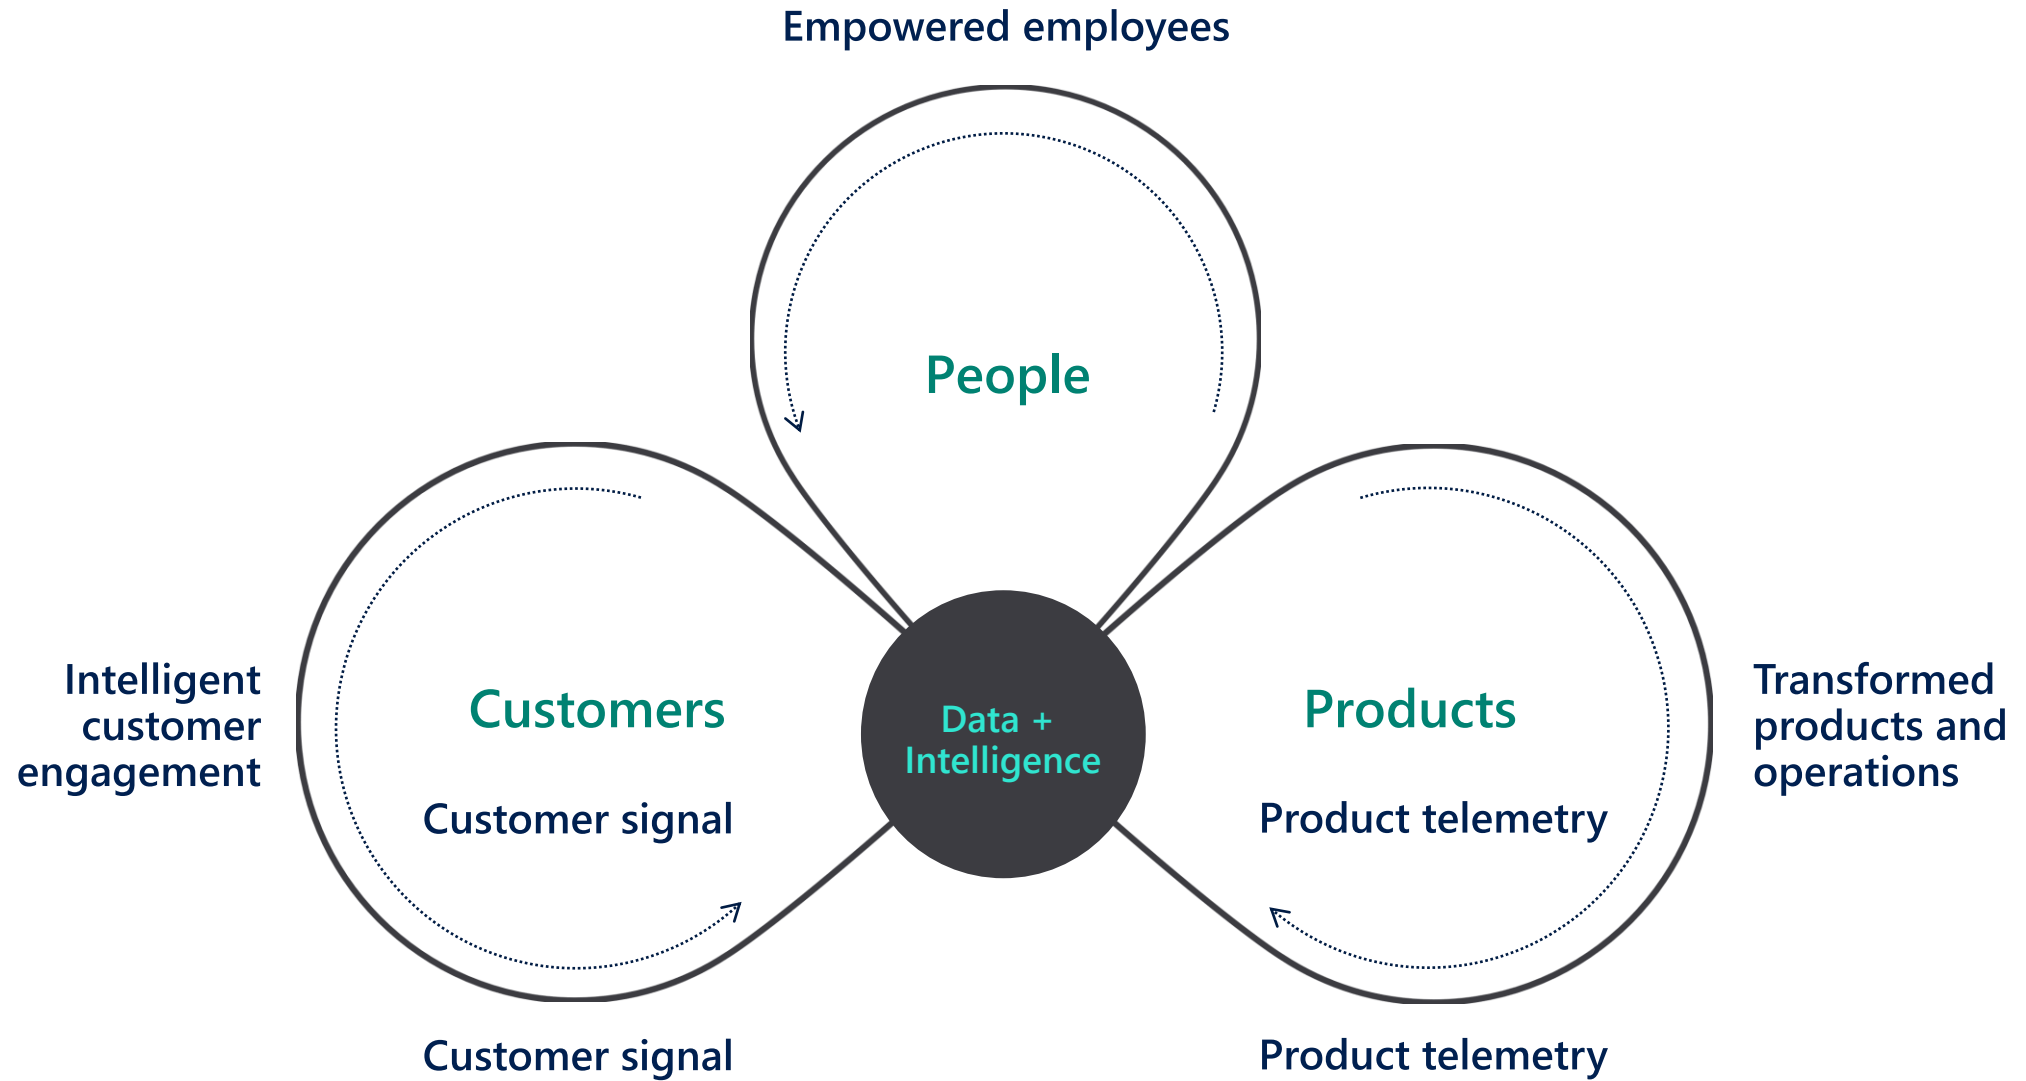 Empowered employees
People
Intelligent
customer
engagement
Customers
Customer signal
Data +
Intelligence
Products
Product telemetry
Transformed
products and
operations
Customer signal
Product telemetry